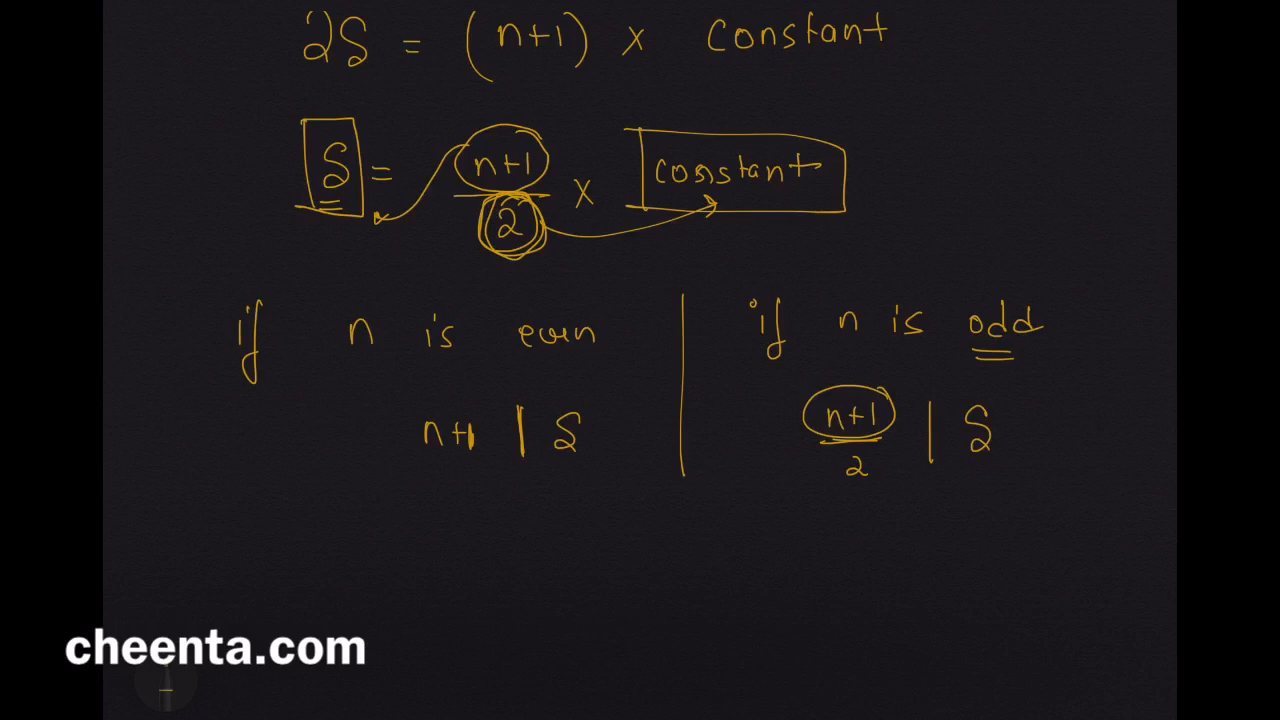 2S = (n+1) x constant
S = n+1/2 x constant
if n is even
n+1 | S
if n is odd
n+1/2 | S
cheenta.com